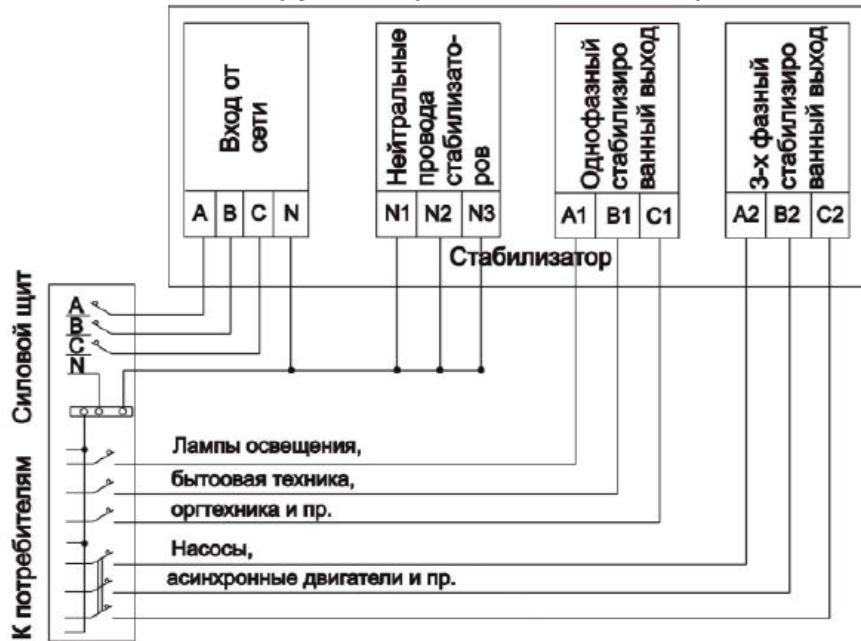 Вход от
сети
Нейтральные
провода
стабилизато-
ров
Однофазный
стабилизиро
ванный выход
3-х фазный
стабилизиро
ванный выход
A B C N
N1 N2 N3
A1 B1 C1
A2 B2 C2
Стабилизатор
Силовой щит
A
B
C
N
К потребителям
Лампы освещения,
бытоовая техника,
оргтехника и пр.
Насосы,
асинхронные двигатели и пр.